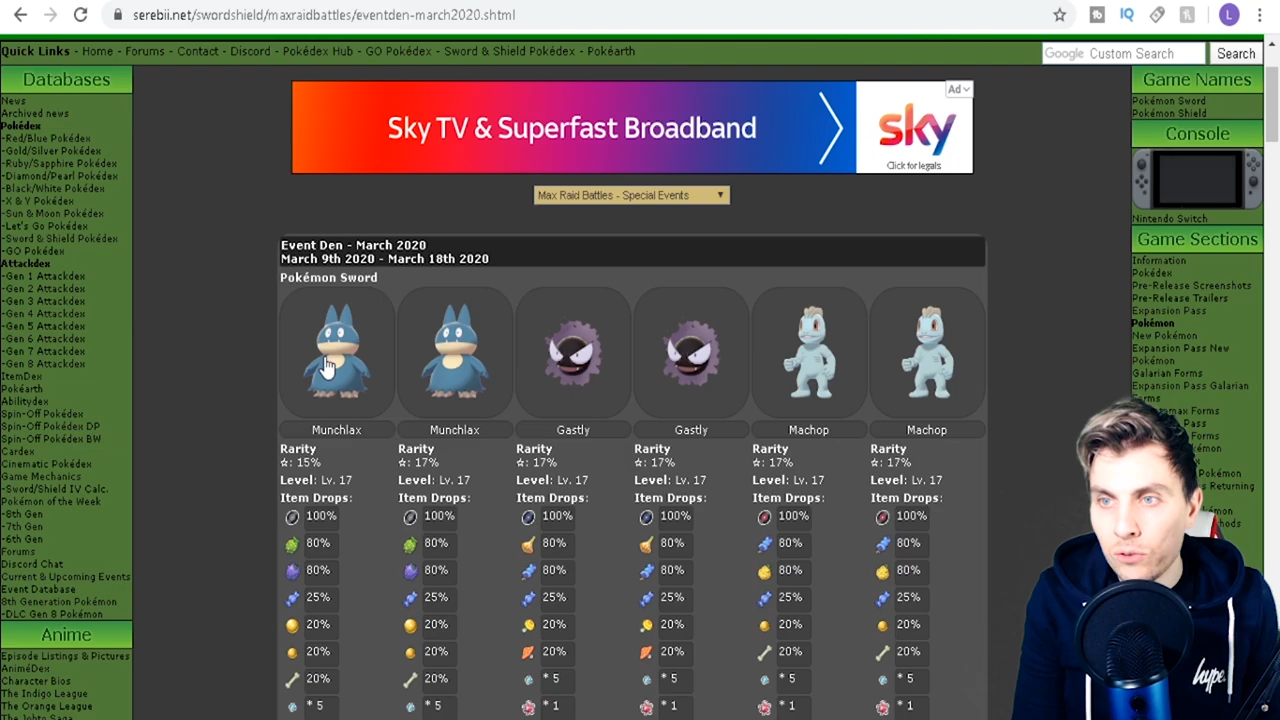 serebii.net/swordshield/maxraidbattles/eventden-march2020.shtml
L
Quick Links - Home - Forums - Contact - Discord - Pokédex Hub - GO Pokédex - Sword & Shield Pokédex - Pokéarth
Google Custom Search
Search
Databases
News
Archived news
Pokédex
-Red/Blue Pokédex
-Gold/Silver Pokédex
-Ruby/Sapphire Pokédex
-Diamond/Pearl Pokédex
-Black/White Pokédex
-X & Y Pokédex
-Sun & Moon Pokédex
-Let's Go Pokédex
-Sword & Shield Pokédex
-GO Pokédex
Attackdex
-Gen 1 Attackdex
-Gen 2 Attackdex
-Gen 3 Attackdex
-Gen 4 Attackdex
-Gen 5 Attackdex
-Gen 6 Attackdex
-Gen 7 Attackdex
-Gen 8 Attackdex
ItemDex
Pokéarth
Abilitydex
Spin-Off Pokédex
Spin-Off Pokédex DP
Spin-Off Pokédex BW
Cardex
Cinematic Pokédex
Game Mechanics
-Sword/Shield IV Calc.
Pokémon of the Week
-8th Gen
-7th Gen
-6th Gen
Forums
Discord Chat
Current & Upcoming Events
Event Database
8th Generation Pokémon
-DLC Gen 8 Pokémon
Anime
Episode Listings & Pictures
AniméDex
Character Bios
The Indigo League
The Orange League
The Johto Saga
Sky TV & Superfast Broadband
Ad
sky
Click for legals
Max Raid Battles - Special Events
Event Den - March 2020
March 9th 2020 - March 18th 2020
Pokémon Sword
Munchlax Munchlax Gastly Gastly Machop Machop
Rarity Rarity Rarity Rarity Rarity Rarity
☆: 15% ☆: 17% ☆: 17% ☆: 17% ☆: 17% ☆: 17%
Level: Lv. 17 Level: Lv. 17 Level: Lv. 17 Level: Lv. 17 Level: Lv. 17 Level: Lv. 17
Item Drops: Item Drops: Item Drops: Item Drops: Item Drops: Item Drops:
100% 100% 100% 100% 100% 100%
80% 80% 80% 80% 80% 80%
80% 80% 80% 80% 80% 80%
25% 25% 25% 25% 25% 25%
20% 20% 20% 20% 20% 20%
20% 20% 20% 20% 20% 20%
20% 20% * 5 * 5 * 5 * 5
* 5 * 5 * 1 * 1 * 1 * 1
Game Names
Pokémon Sword
Pokémon Shield
Console
Nintendo Switch
Game Sections
Information
Pokédex
Pre-Release Screenshots
Pre-Release Trailers
Expansion Pass
Pokémon
New Pokémon
Expansion Pass New
Pokémon
Galarian Forms
Expansion Pass Galarian
Forms
Forms
Pass
Forms
Pokémon
Returning
hype.